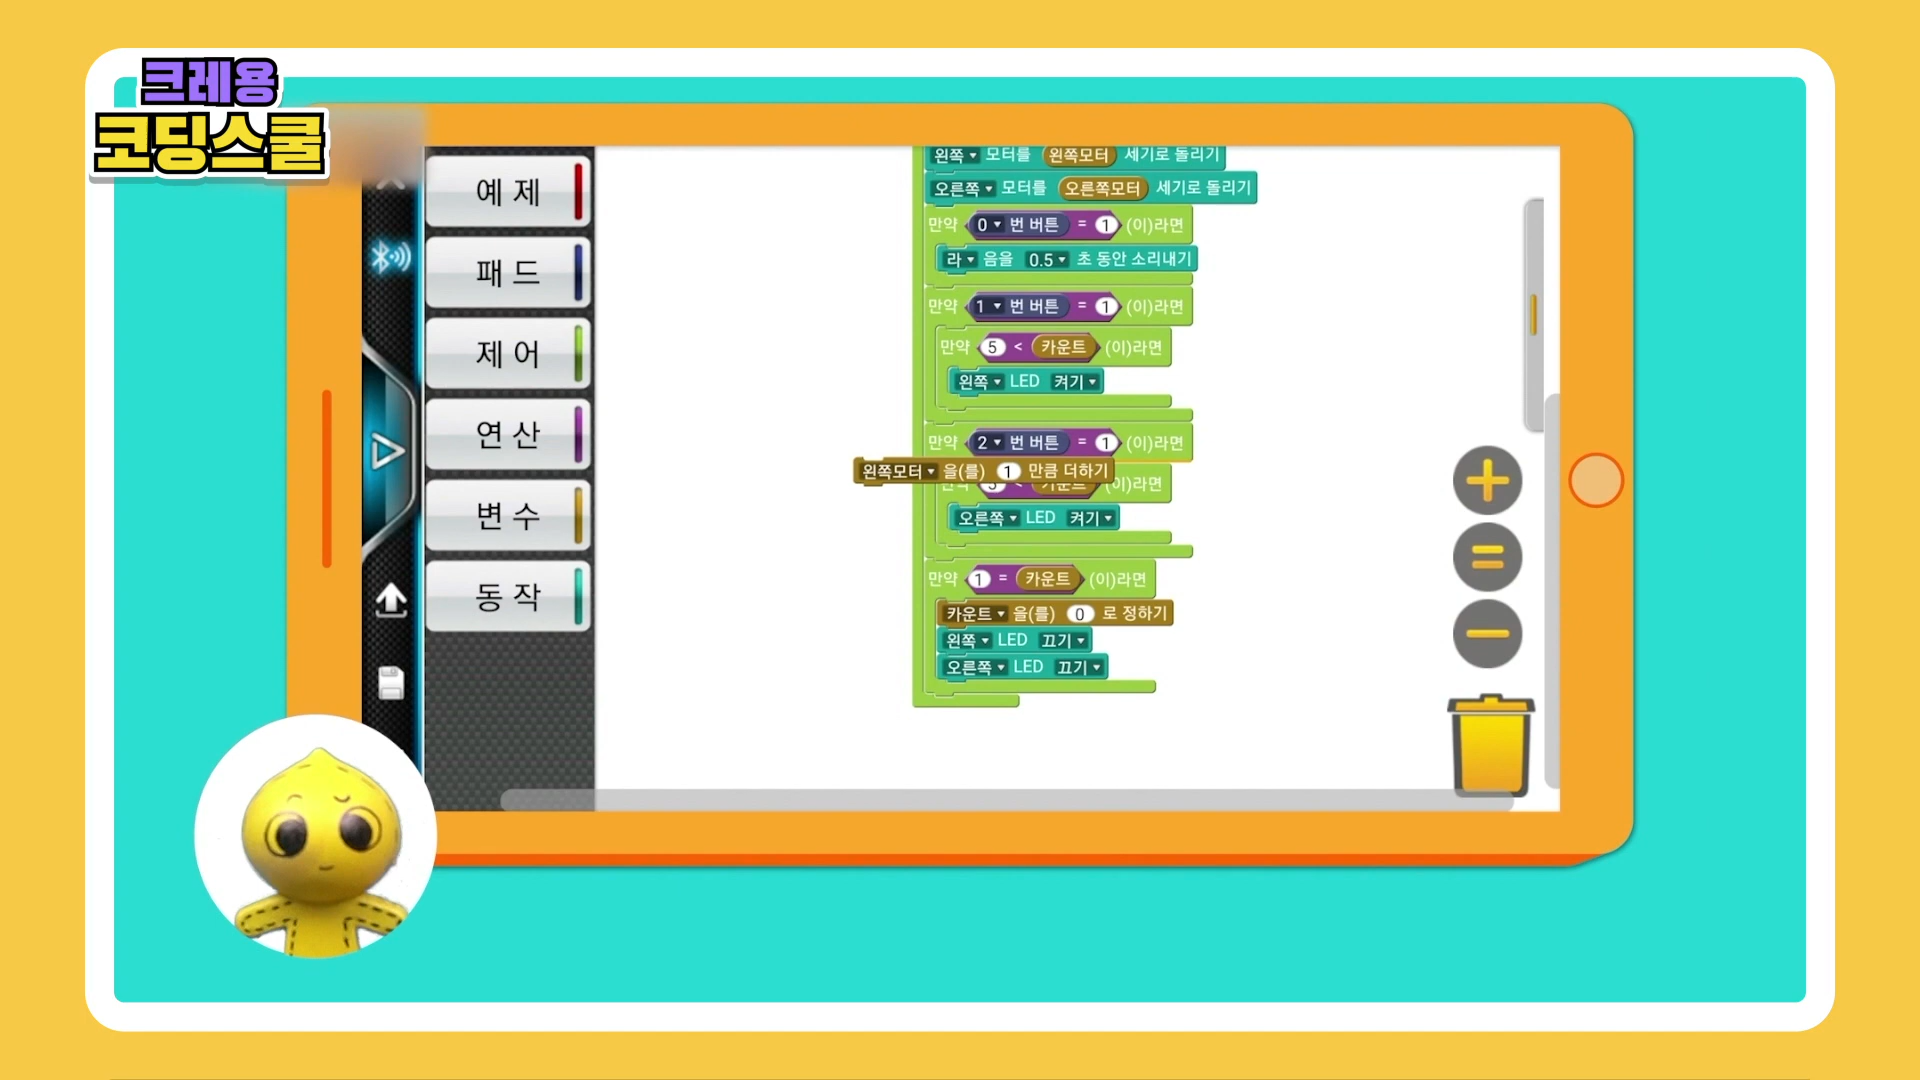 크레용
코딩스쿨
예제
패드
제어
연산
변수
동작
왼쪽 모터를 왼쪽모터 세기로 돌리기
오른쪽 모터를 오른쪽모터 세기로 돌리기
만약 0 번 버튼 = 1 (이)라면
라 음을 0.5 초 동안 소리내기
만약 1 번 버튼 = 1 (이)라면
만약 5 < 카운트 (이)라면
왼쪽 LED 켜기
만약 2 번 버튼 = 1 (이)라면
왼쪽모터 을(를) 1 만큼 더하기
만약 5 < 카운트 (이)라면
오른쪽 LED 켜기
만약 1 = 카운트 (이)라면
카운트 을(를) 0 로 정하기
왼쪽 LED 끄기
오른쪽 LED 끄기